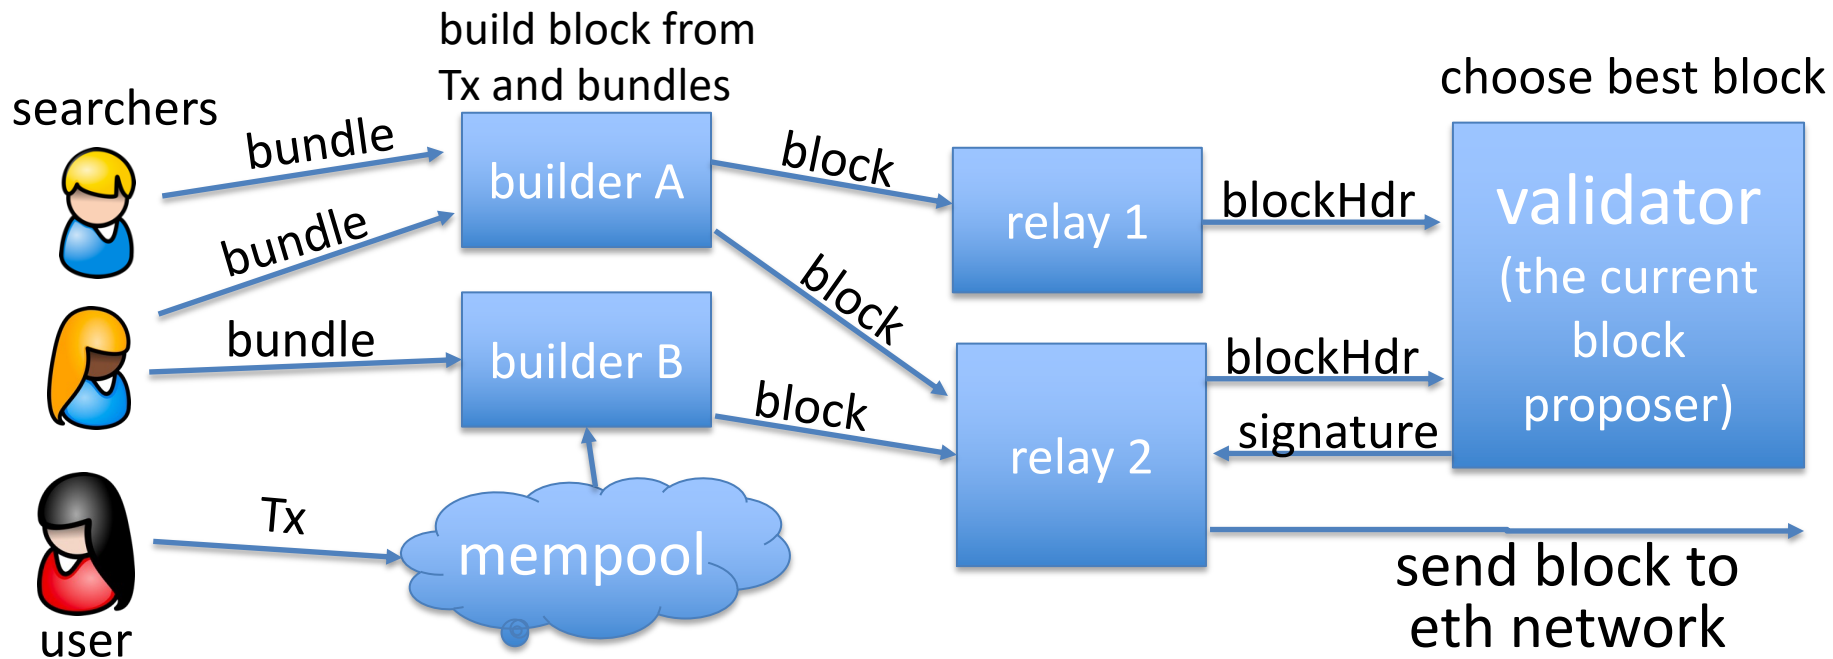 build block from
Tx and bundles
choose best block
searchers
bundle
bundle
bundle
builder A
builder B
block
block
block
relay 1
relay 2
blockHdr
blockHdr
signature
validator
(the current
block
proposer)
Tx
mempool
user
send block to
eth network